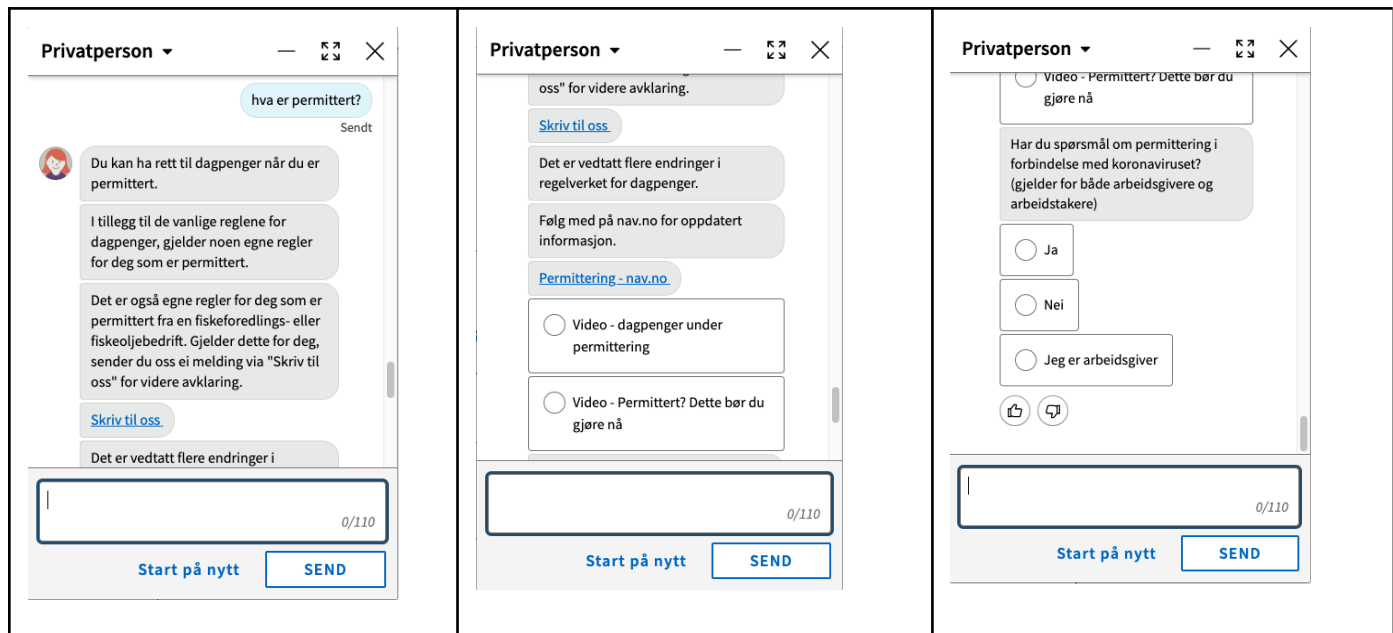 Privatperson
hva er permittert?
Sendt
Du kan ha rett til dagpenger når du er
permittert.
I tillegg til de vanlige reglene for
dagpenger, gjelder noen egne regler
for deg som er permittert.
Det er også egne regler for deg som er
permittert fra en fiskeforedlings- eller
fiskeoljebedrift. Gjelder dette for deg,
sender du oss ei melding via "Skriv til
oss" for videre avklaring.
Skriv til oss
Det er vedtatt flere endringer i
0/110
Start på nytt
SEND
Privatperson
oss" for videre avklaring.
Skriv til oss
Det er vedtatt flere endringer i
regelverket for dagpenger.
Følg med på nav.no for oppdatert
informasjon.
Permittering - nav.no
Video - dagpenger under
permittering
Video - Permittert? Dette bør du
gjøre nå
0/110
Start på nytt
SEND
Privatperson
Video - Permittert? Dette bør du
gjøre nå
Har du spørsmål om permittering i
forbindelse med koronaviruset?
(gjelder for både arbeidsgivere og
arbeidstakere)
Ja
Nei
Jeg er arbeidsgiver
0/110
Start på nytt
SEND